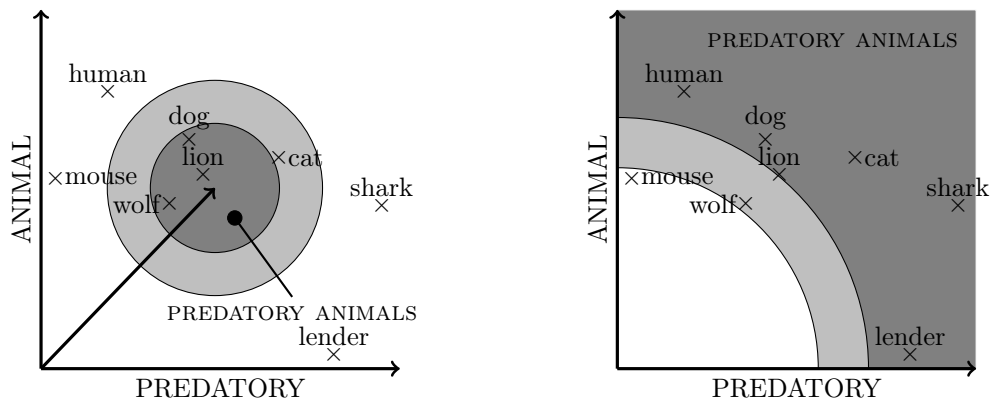 human
dog
lion
cat
mouse
wolf
shark
PREDATORY ANIMALS
lender
ANIMAL
PREDATORY
PREDATORY ANIMALS
human
dog
lion
cat
mouse
wolf
shark
lender
ANIMAL
PREDATORY